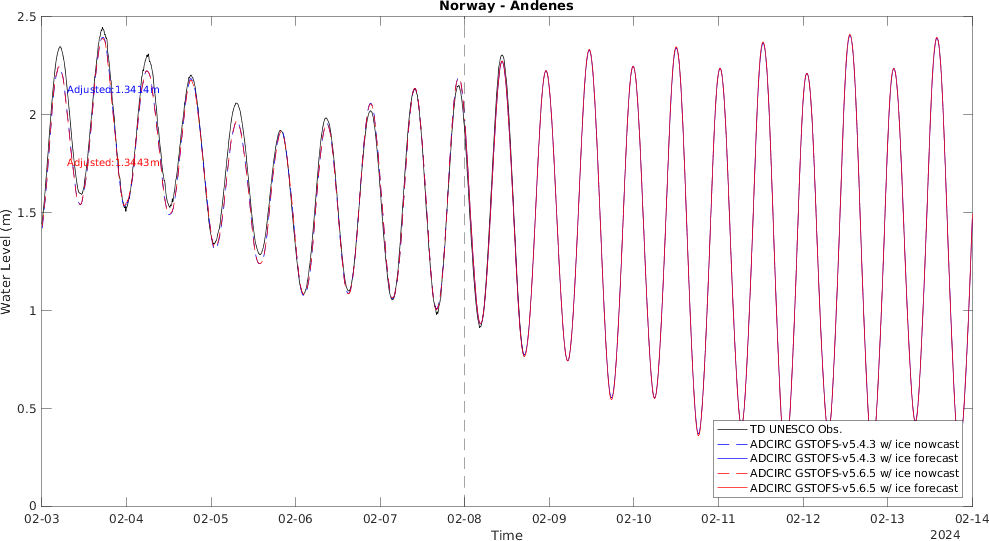 Norway - Andenes
2.5
2
1.5
1
0.5
0
Water Level (m)
Adjusted:1.3414m
Adjusted:1.3443m
TD UNESCO Obs.
ADCIRC GSTOFS-v5.4.3 w/ ice nowcast
ADCIRC GSTOFS-v5.4.3 w/ ice forecast
ADCIRC GSTOFS-v5.6.5 w/ ice nowcast
ADCIRC GSTOFS-v5.6.5 w/ ice forecast
02-03 02-04 02-05 02-06 02-07 02-08 02-09 02-10 02-11 02-12 02-13 02-14
Time
2024